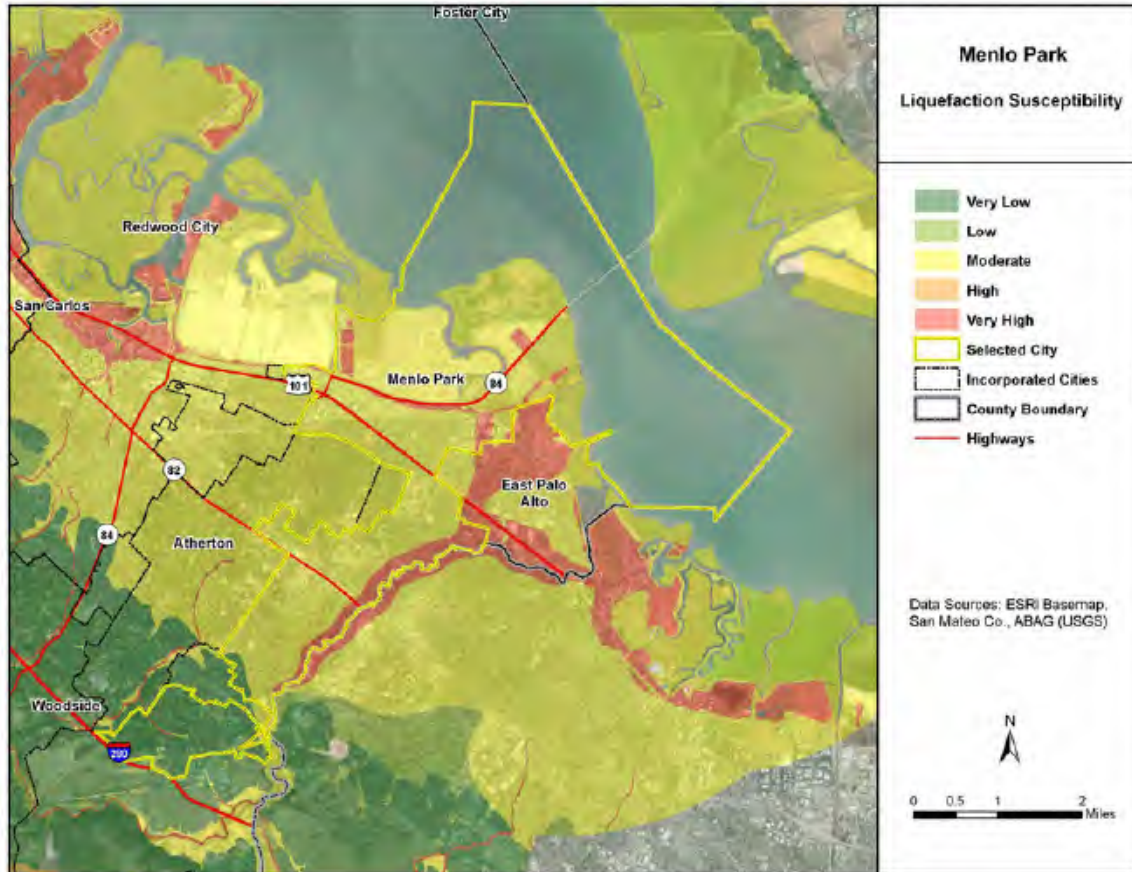 Foster City
Redwood City
San Carlos
101
Menlo Park
84
82
East Palo
Alto
84
Atherton
Woodside
280
Menlo Park
Liquefaction Susceptibility
Very Low
Low
Moderate
High
Very High
Selected City
Incorporated Cities
County Boundary
Highways
Data Sources: ESRI Basemap,
San Mateo Co., ABAG (USGS)
N
0 0.5 1 2
Miles